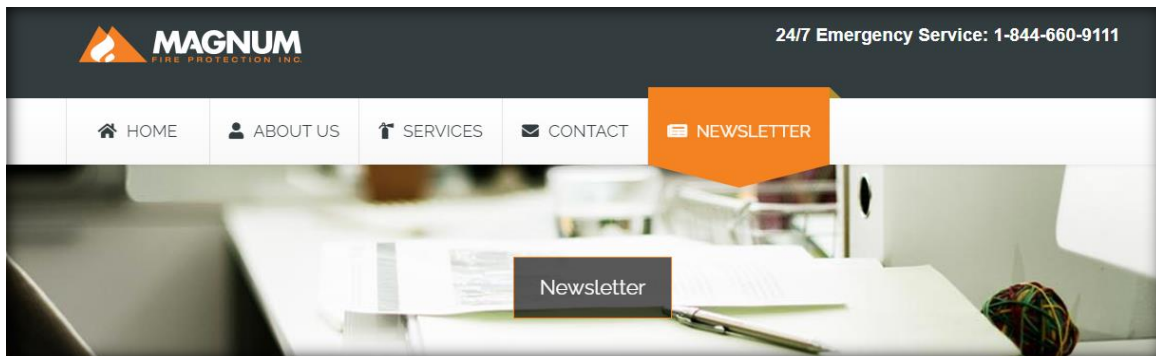 MAGNUM
FIRE PROTECTION INC.
24/7 Emergency Service: 1-844-660-9111
HOME
ABOUT US
SERVICES
CONTACT
NEWSLETTER
Newsletter